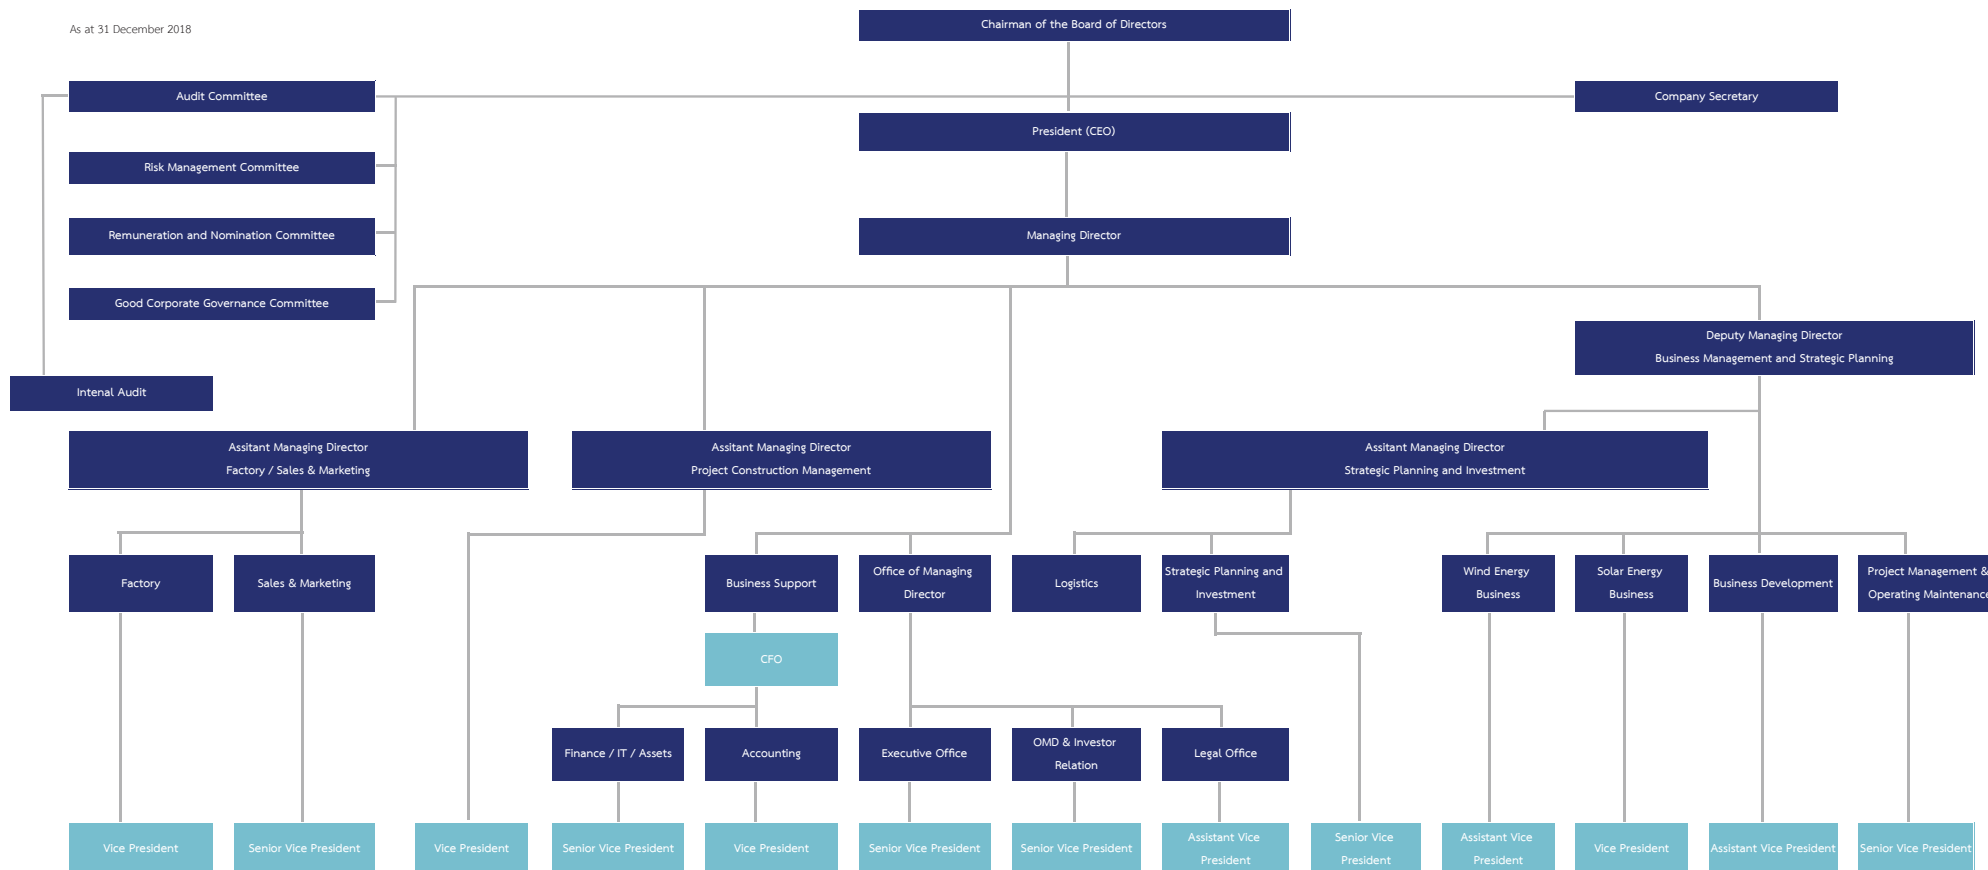 As at 31 December 2018
Chairman of the Board of Directors
Audit Committee
Company Secretary
President (CEO)
Risk Management Committee
Remuneration and Nomination Committee
Managing Director
Good Corporate Governance Committee
Deputy Managing Director
Business Management and Strategic Planning
Intenal Audit
Assitant Managing Director
Factory / Sales & Marketing
Assitant Managing Director
Project Construction Management
Assitant Managing Director
Strategic Planning and Investment
Factory
Sales & Marketing
Business Support
Office of Managing
Director
Logistics
Strategic Planning and
Investment
Wind Energy
Business
Solar Energy
Business
Business Development
Project Management &
Operating Maintenance
CFO
Finance / IT / Assets
Accounting
Executive Office
OMD & Investor
Relation
Legal Office
Vice President
Senior Vice President
Vice President
Senior Vice President
Vice President
Senior Vice President
Senior Vice President
Assistant Vice
President
Senior Vice
President
Assistant Vice
President
Vice President
Assistant Vice President
Senior Vice President